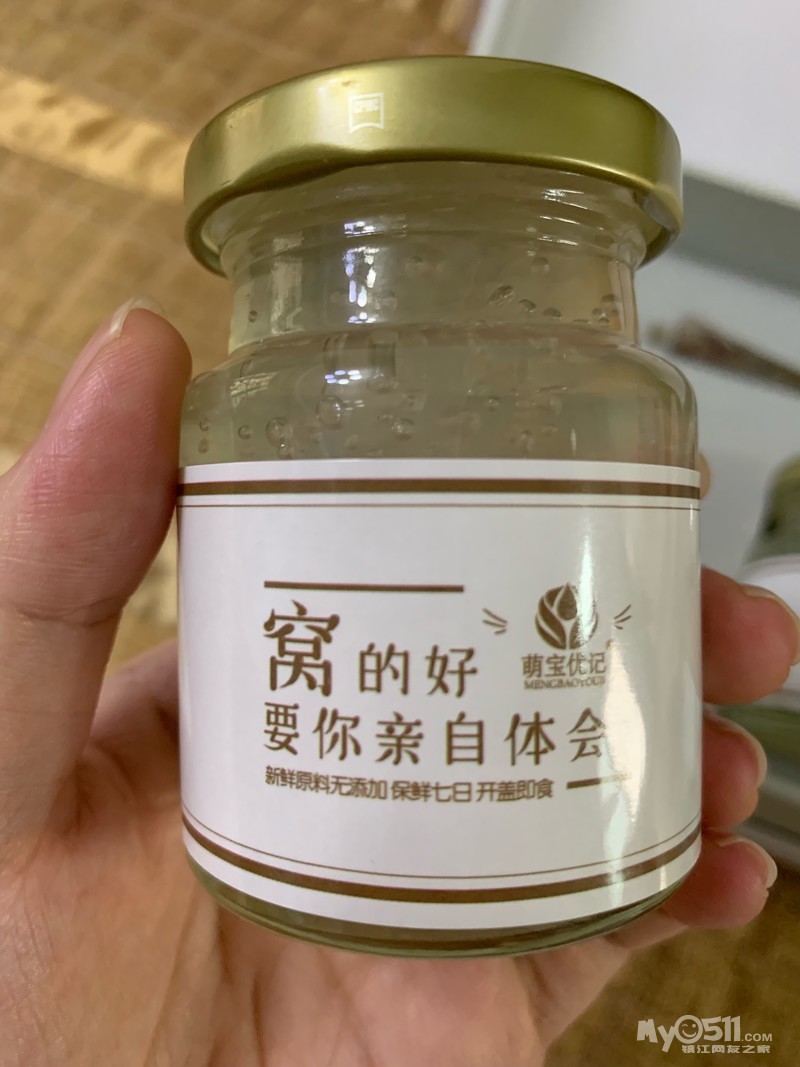 窝的好
萌宝优记
MENGBAOYOUJI
要你亲自体会
新鲜原料无添加 保鲜七日 开盖即食
My0511.COM
镇江网友之家